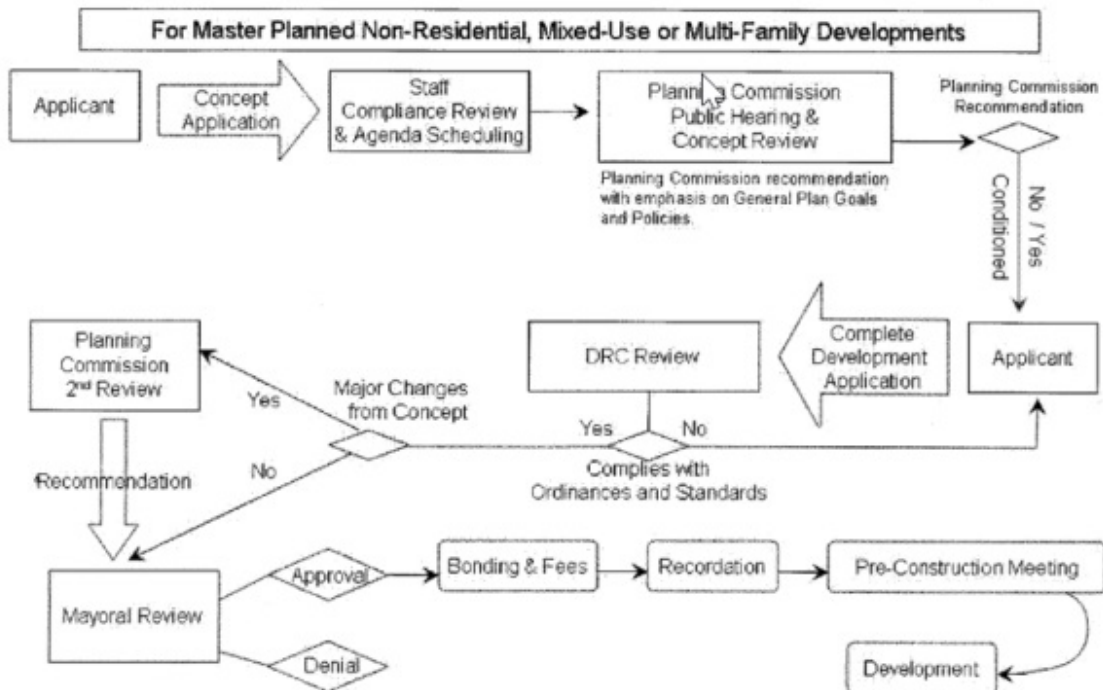 For Master Planned Non-Residential, Mixed-Use or Multi-Family Developments
Applicant
Concept
Application
Staff
Compliance Review
& Agenda Scheduling
Planning Commission
Public Hearing &
Concept Review
Planning Commission
Recommendation
Planning Commission recommendation
with emphasis on General Plan Goals
and Policies.
No / Yes
Conditioned
Planning
Commission
2nd Review
Major Changes
from Concept
Yes
No
DRC Review
Yes
No
Complies with
Ordinances and Standards
Complete
Development
Application
Applicant
Recommendation
Mayoral Review
Approval
Denial
Bonding & Fees
Recordation
Pre-Construction Meeting
Development